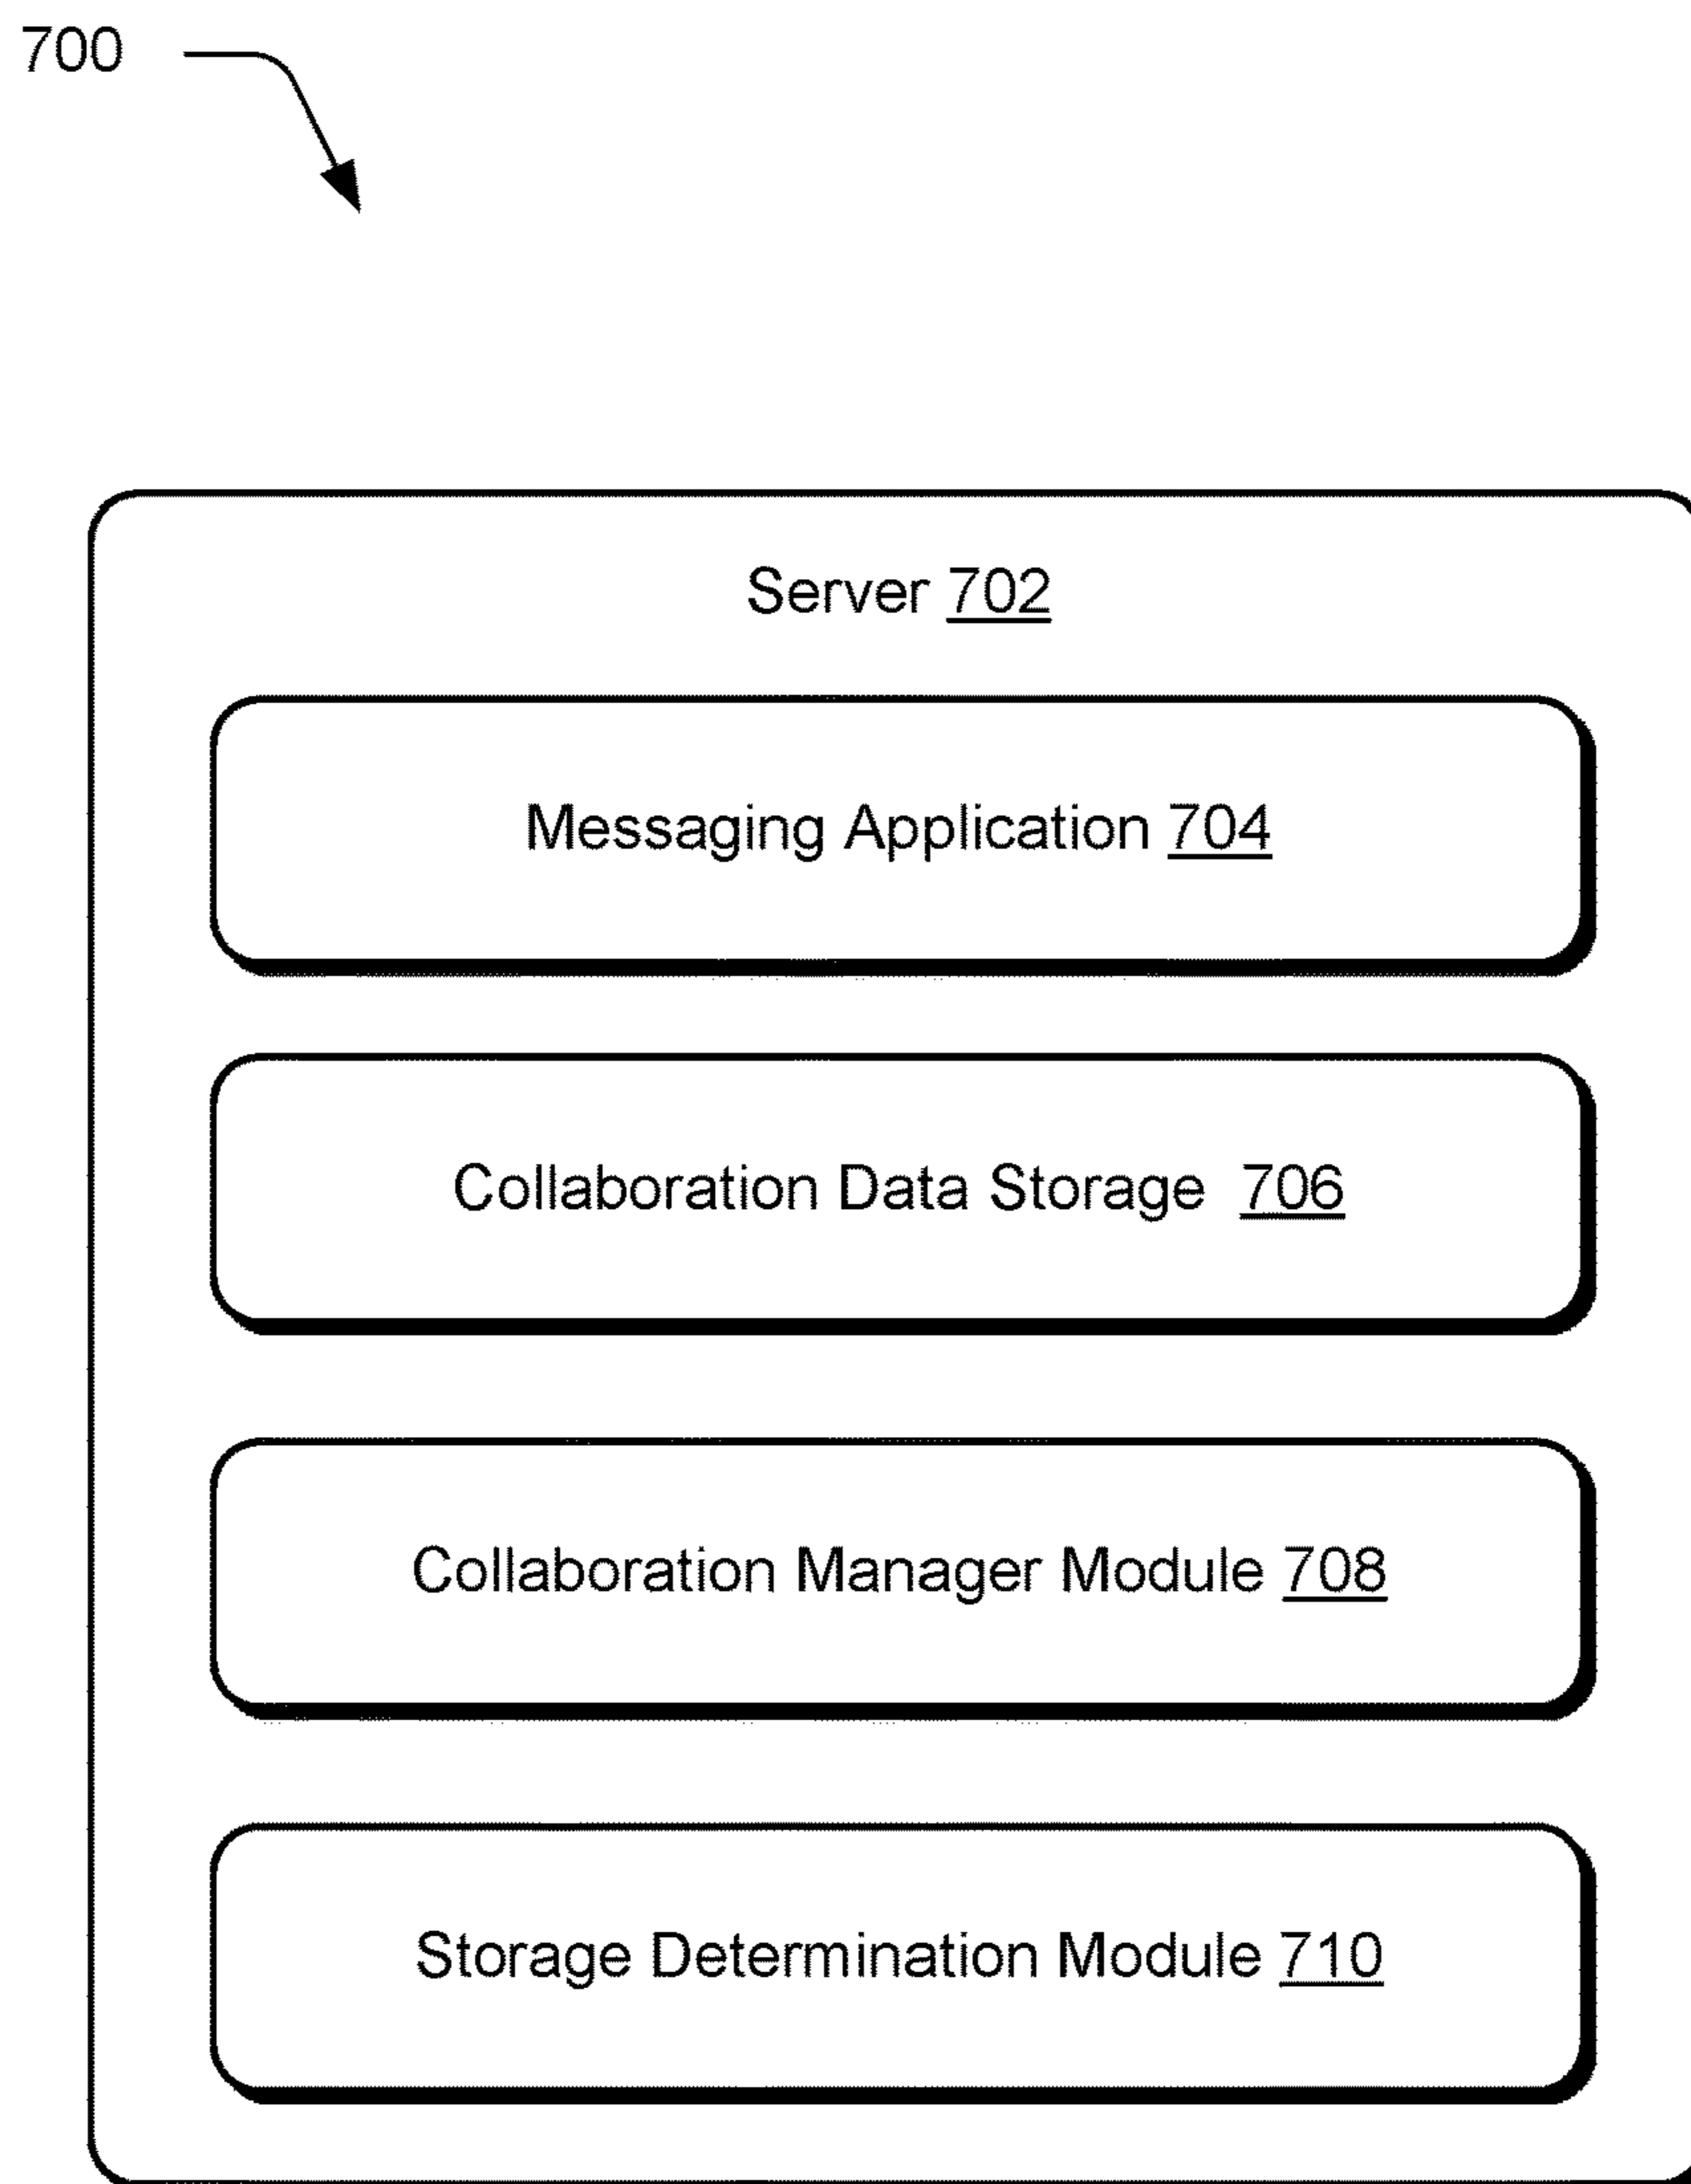 700
Server 702
Messaging Application 704
Collaboration Data Storage 706
Collaboration Manager Module 708
Storage Determination Module 710